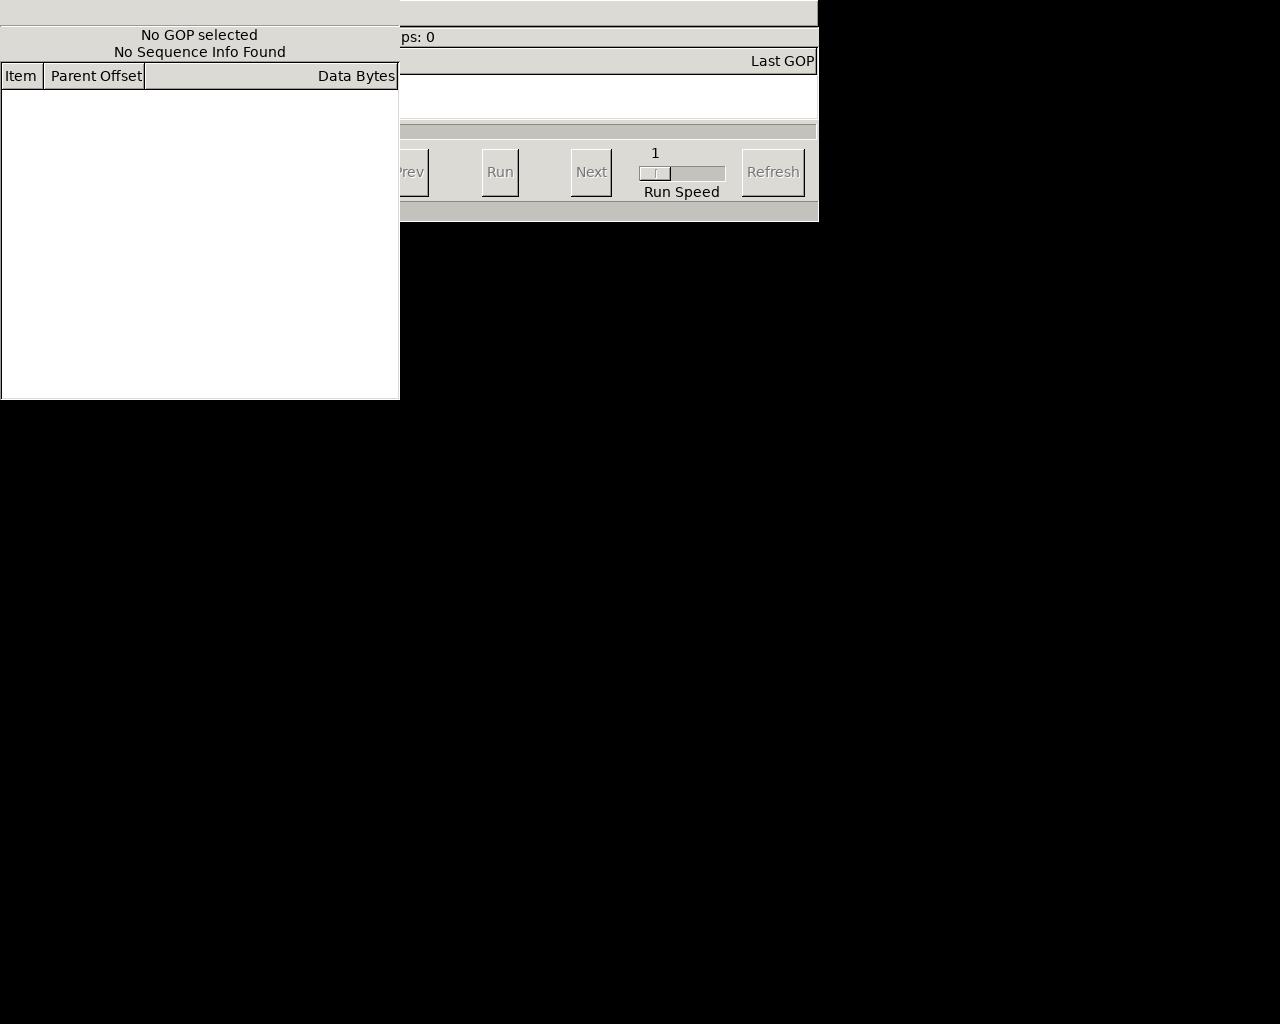 No GOP selected
No Sequence Info Found
Item Parent Offset Data Bytes
ps: 0
Last GOP
Prev Run Next 1 Refresh
Run Speed